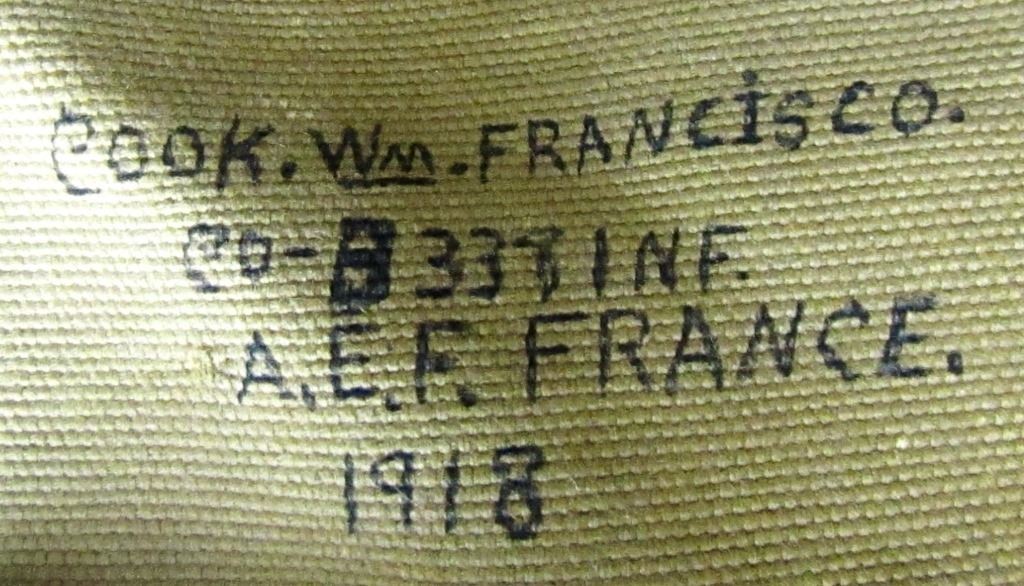 COOK. Wm. FRANCISCO.
CO-B 337 INF.
A.E.F. FRANCE.
1918